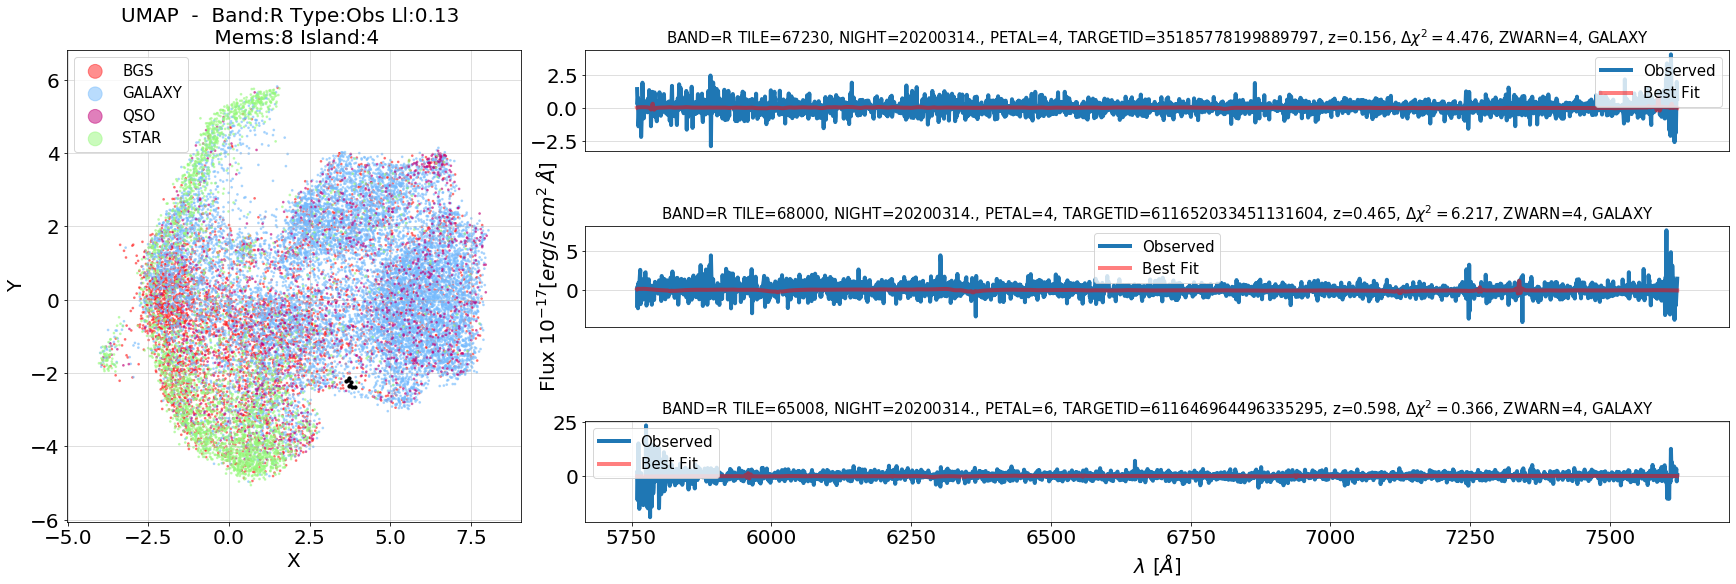 UMAP - Band:R Type:Obs Ll:0.13
Mems:8 Island:4
BGS
GALAXY
QSO
STAR
6
4
2
0
−2
−4
−6
Y
−5.0 −2.5 0.0 2.5 5.0 7.5
X
BAND=R TILE=67230, NIGHT=20200314., PETAL=4, TARGETID=35185778199889797, z=0.156, Δχ² = 4.476, ZWARN=4, GALAXY
Observed
Best Fit
2.5
0.0
−2.5
Flux 10⁻¹⁷[erg/s cm² Å]
BAND=R TILE=68000, NIGHT=20200314., PETAL=4, TARGETID=611652033451131604, z=0.465, Δχ² = 6.217, ZWARN=4, GALAXY
Observed
Best Fit
5
0
BAND=R TILE=65008, NIGHT=20200314., PETAL=6, TARGETID=611646964496335295, z=0.598, Δχ² = 0.366, ZWARN=4, GALAXY
Observed
Best Fit
25
0
5750 6000 6250 6500 6750 7000 7250 7500
λ [Å]